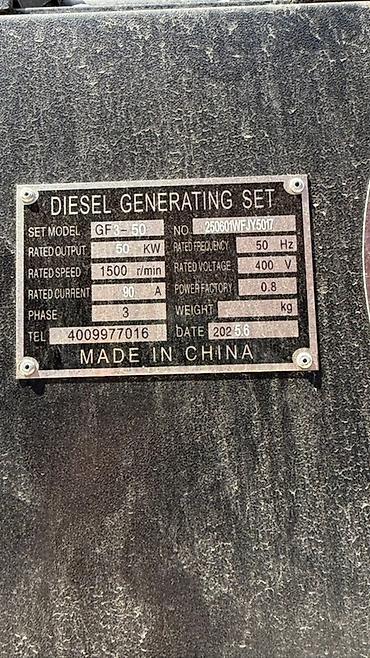 DIESEL GENERATING SET
SET MODEL GF3-50 NO. 250601WFJY5017
RATED OUTPUT 50 KW RATED FREQUENCY 50 Hz
RATED SPEED 1500 r/min RATED VOLTAGE 400 V
RATED CURRENT 90 A POWER FACTORY 0.8
PHASE 3 WEIGHT kg
TEL 4009977016 DATE 2025.6
MADE IN CHINA